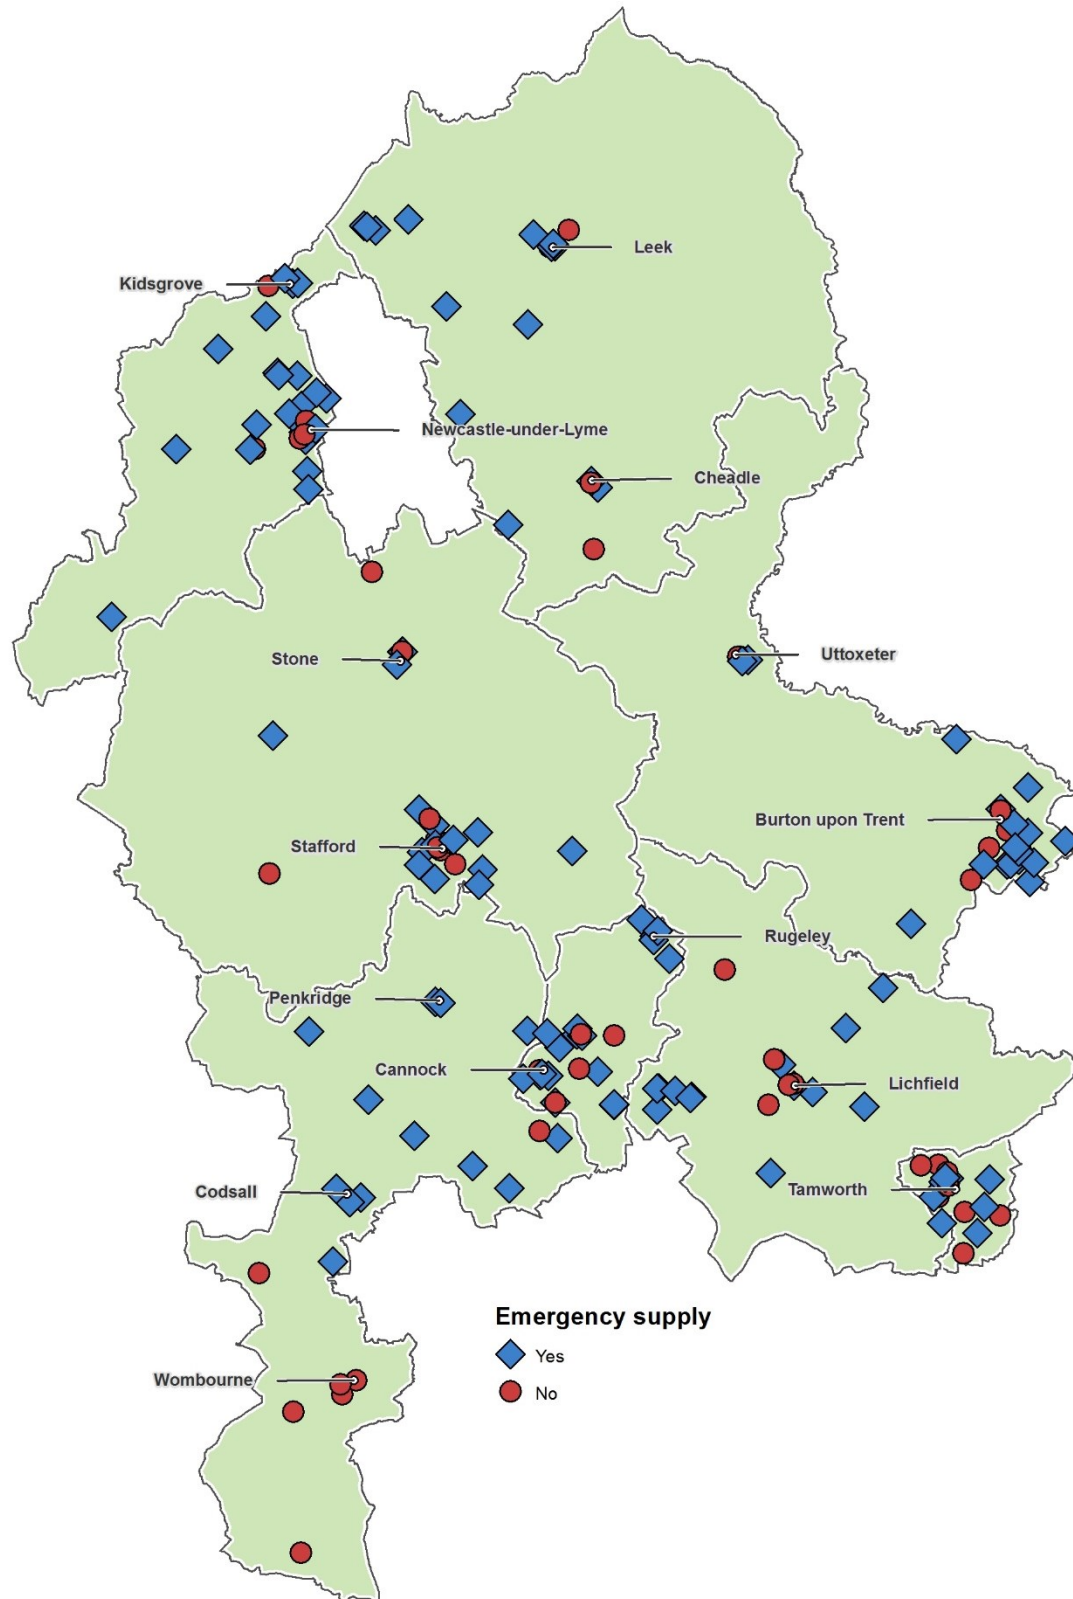 Leek
Kidsgrove
Newcastle-under-Lyme
Cheadle
Stone
Uttoxeter
Burton upon Trent
Stafford
Rugeley
Penkridge
Cannock
Lichfield
Tamworth
Codsall
Emergency supply
Yes
Wombourne
No